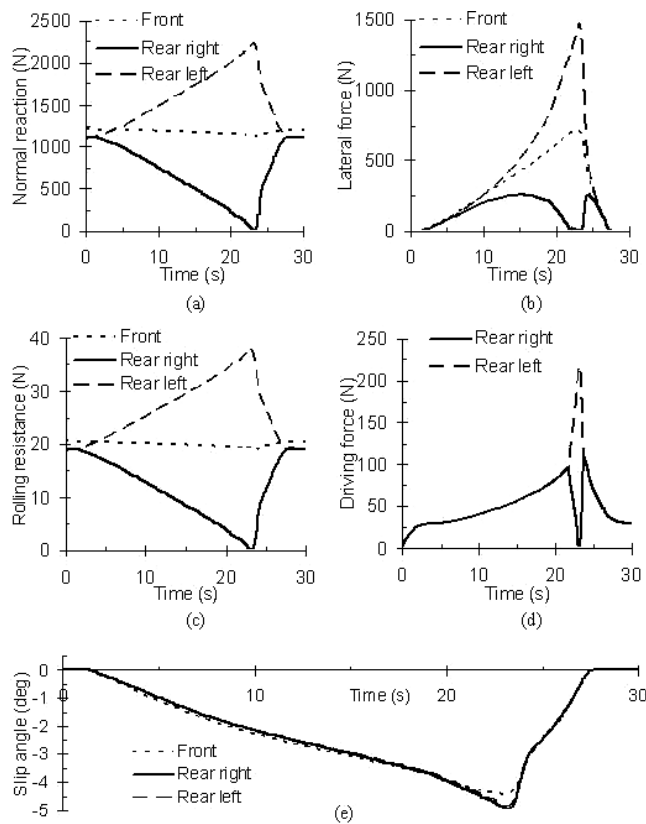 Front
Rear right
Rear left
Normal reaction (N)
2500
2000
1500
1000
500
0
0 10 20 30
Time (s)
(a)
Front
Rear right
Rear left
Lateral force (N)
1500
1000
500
0
0 10 20 30
Time (s)
(b)
Front
Rear right
Rear left
Rolling resistance (N)
40
30
20
10
0
0 10 20 30
Time (s)
(c)
Rear right
Rear left
Driving force (N)
250
200
150
100
50
0
0 10 20 30
Time (s)
(d)
Slip angle (deg)
0
-1
-2
-3
-4
-5
0 10 Time (s) 20 30
Front
Rear right
Rear left
(e)